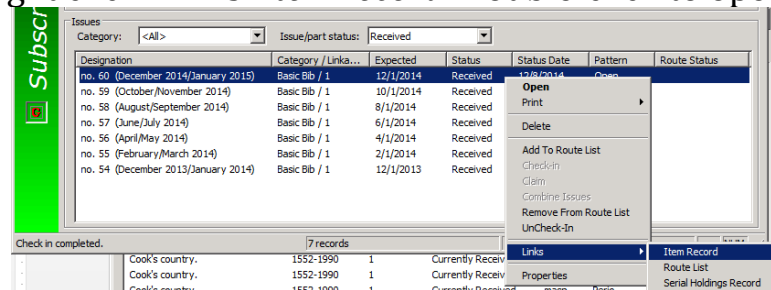 Subscr
Issues
Category: <All> Issue/part status: Received
Designation Category / Linka... Expected Status Status Date Pattern Route Status
no. 60 (December 2014/January 2015) Basic Bib / 1 12/1/2014 Received 12/8/2014 Open
no. 59 (October/November 2014) Basic Bib / 1 10/1/2014 Received
no. 58 (August/September 2014) Basic Bib / 1 8/1/2014 Received
no. 57 (June/July 2014) Basic Bib / 1 6/1/2014 Received
no. 56 (April/May 2014) Basic Bib / 1 4/1/2014 Received
no. 55 (February/March 2014) Basic Bib / 1 2/1/2014 Received
no. 54 (December 2013/January 2014) Basic Bib / 1 12/1/2013 Received
Open
Print
Delete
Add To Route List
Check-in
Claim
Combine Issues
Remove From Route List
UnCheck-In
Links
Properties
Item Record
Route List
Serial Holdings Record
Check in completed. 7 records
Cook's country. 1552-1990 1 Currently Receiv
Cook's country. 1552-1990 1 Currently Receiv